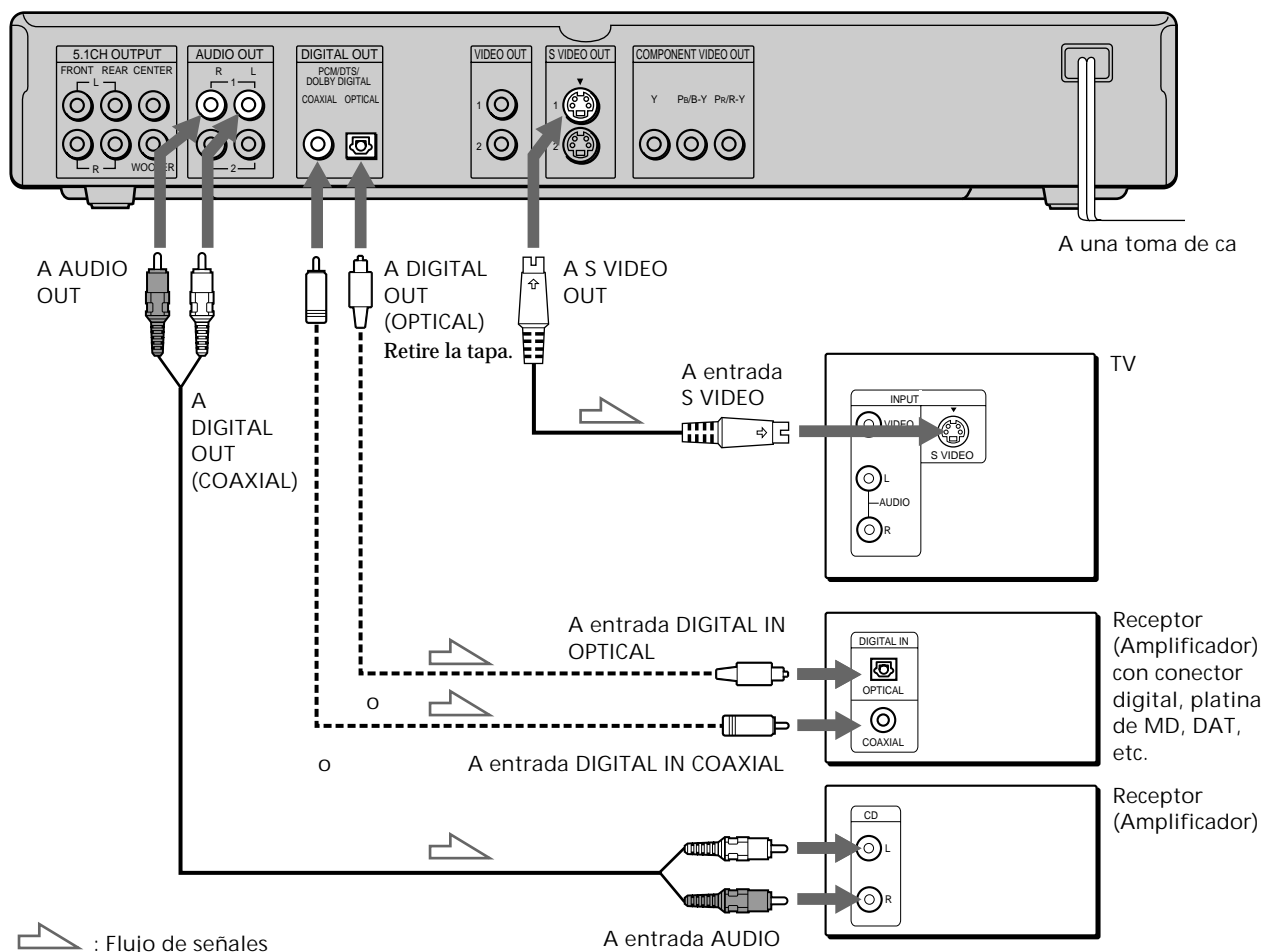 5.1CH OUTPUT
FRONT REAR CENTER
L
R
WOOFER
AUDIO OUT
R L
1
2
DIGITAL OUT
PCM/DTS/
DOLBY DIGITAL
COAXIAL OPTICAL
VIDEO OUT
1
2
S VIDEO OUT
1
2
COMPONENT VIDEO OUT
Y PB/B-Y PR/R-Y
A una toma de ca
A AUDIO
OUT
A DIGITAL
OUT
(OPTICAL)
Retire la tapa.
A S VIDEO
OUT
A
DIGITAL
OUT
(COAXIAL)
A entrada
S VIDEO
TV
INPUT
VIDEO
S VIDEO
L
AUDIO
R
A entrada DIGITAL IN
OPTICAL
o
o
A entrada DIGITAL IN COAXIAL
DIGITAL IN
OPTICAL
COAXIAL
Receptor
(Amplificador)
con conector
digital, platina
de MD, DAT,
etc.
Receptor
(Amplificador)
CD
L
R
A entrada AUDIO
: Flujo de señales